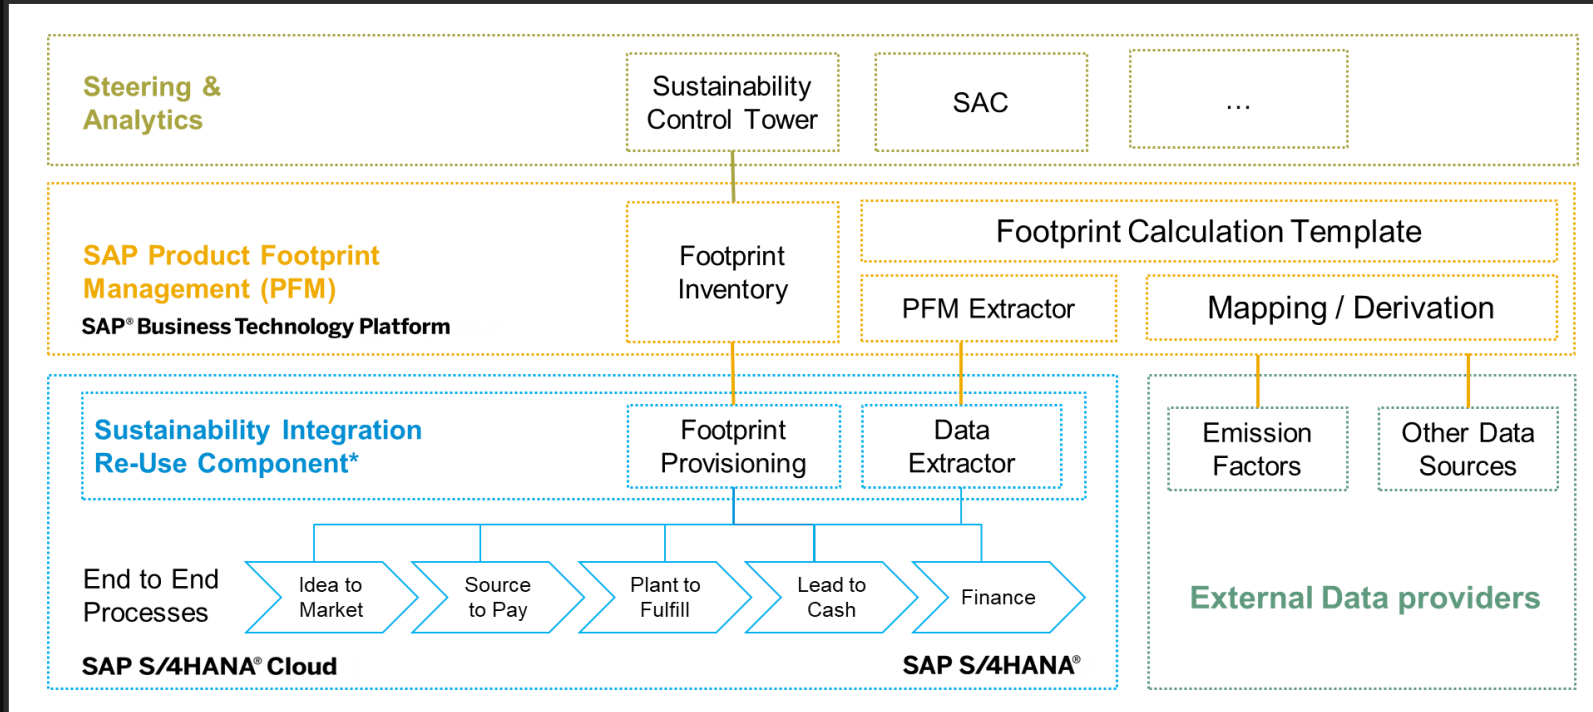 Steering &
Analytics
Sustainability
Control Tower
SAC
...
SAP Product Footprint
Management (PFM)
SAP® Business Technology Platform
Footprint
Inventory
Footprint Calculation Template
PFM Extractor
Mapping / Derivation
Sustainability Integration
Re-Use Component*
Footprint
Provisioning
Data
Extractor
Emission
Factors
Other Data
Sources
End to End
Processes
Idea to
Market
Source
to Pay
Plant to
Fulfill
Lead to
Cash
Finance
External Data providers
SAP S/4HANA® Cloud
SAP S/4HANA®